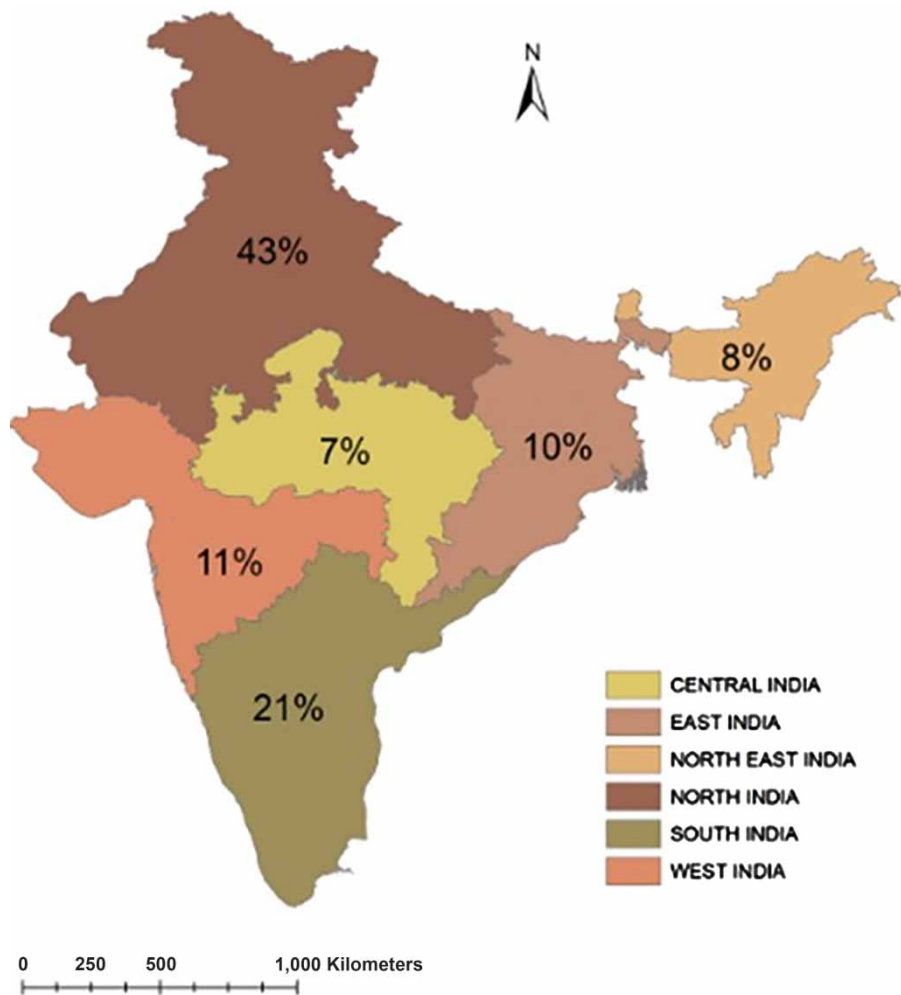 N
43%
8%
7%
10%
11%
21%
CENTRAL INDIA
EAST INDIA
NORTH EAST INDIA
NORTH INDIA
SOUTH INDIA
WEST INDIA
0 250 500 1,000 Kilometers